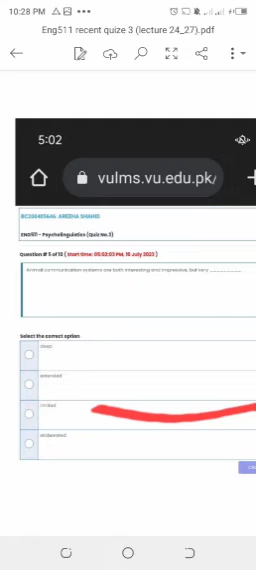 10:28 PM
Eng511 recent quize 3 (lecture 24_27).pdf
5:02
vulms.vu.edu.pk/
BC200405646 AREEHA SHAHID
ENG511 - Psycholinguistics (Quiz No.3)
Question # 5 of 10 ( Start time: 05:02:03 PM, 16 July 2023 )
Animal communication systems are both interesting and impressive, but very __________
Select the correct option
deep
extended
limited
elaborated